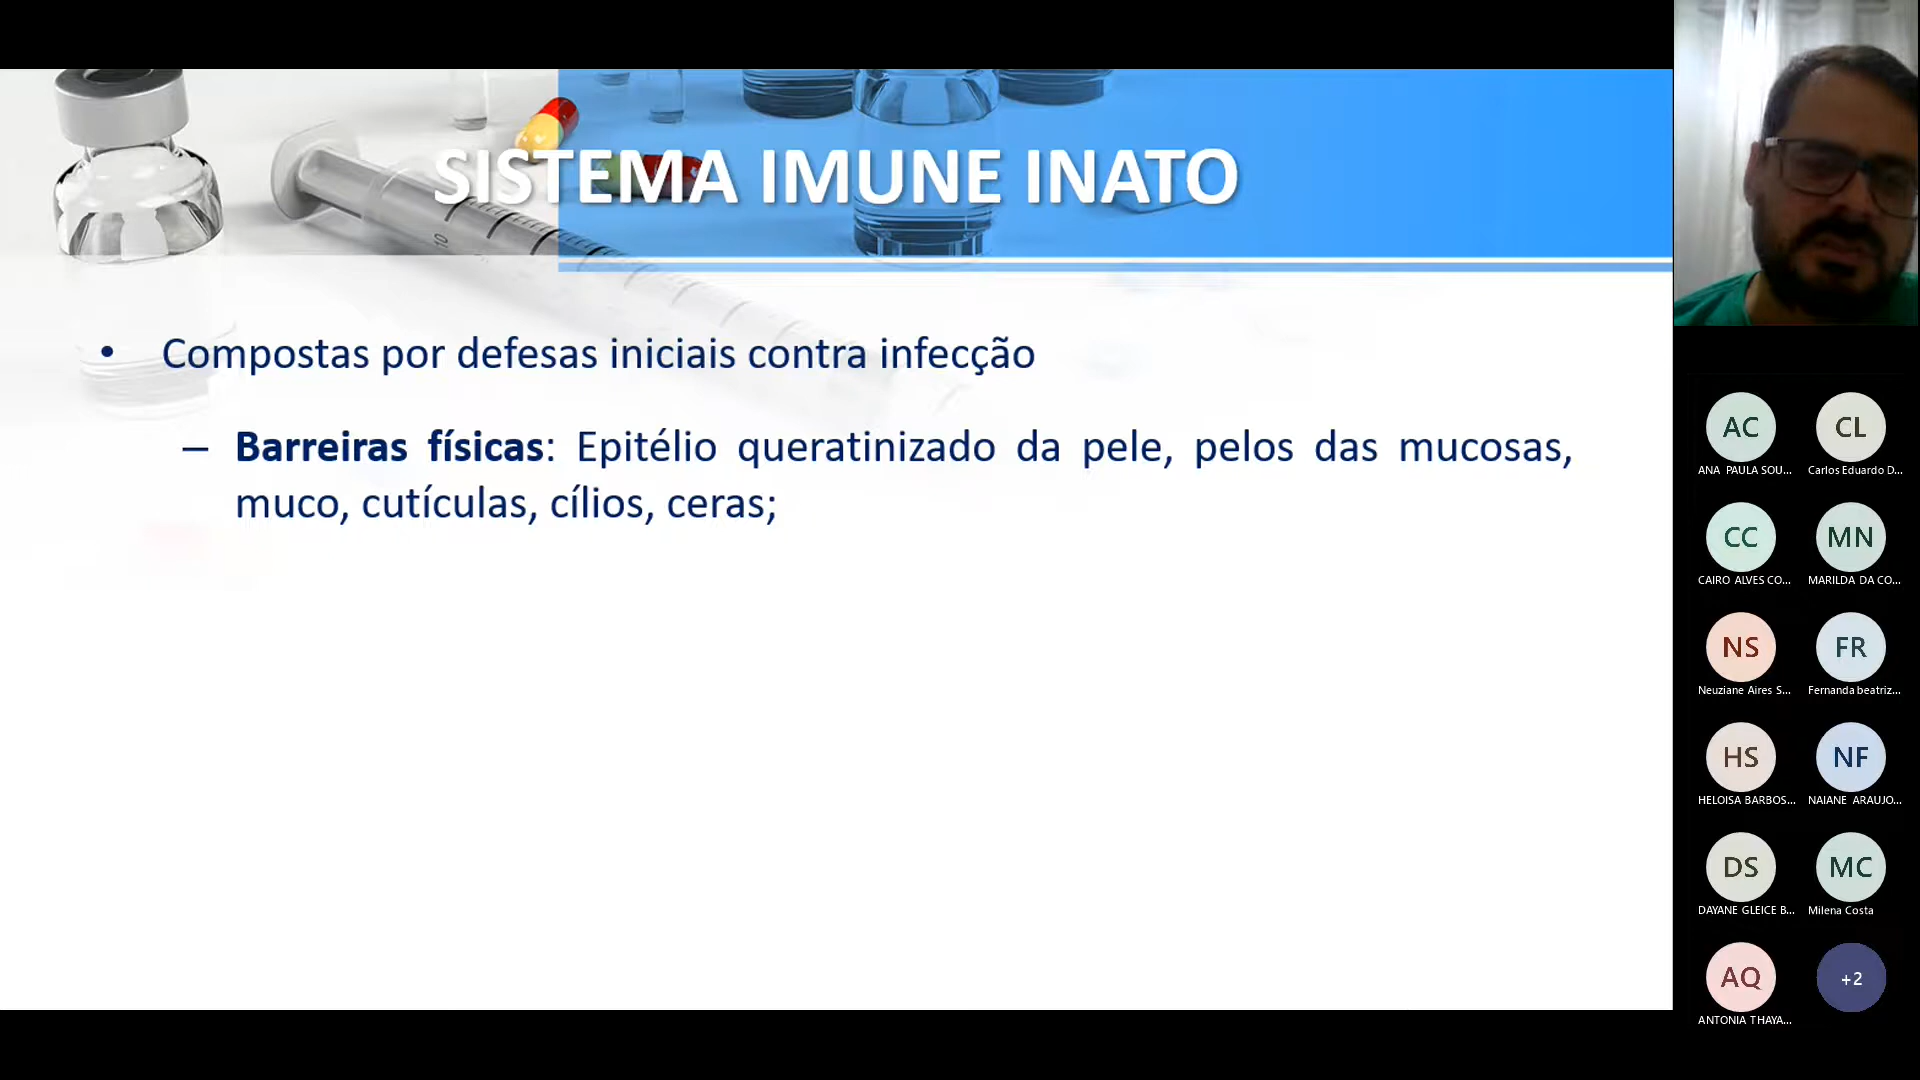 SISTEMA IMUNE INATO
• Compostas por defesas iniciais contra infecção
– Barreiras físicas: Epitélio queratinizado da pele, pelos das mucosas,
muco, cutículas, cílios, ceras;
10
AC
ANA PAULA SOU...
CL
Carlos Eduardo D...
CC
CAIRO ALVES CO...
MN
MARILDA DA CO...
NS
Neuziane Aires S...
FR
Fernanda beatriz...
HS
HELOISA BARBOS...
NF
NAIANE ARAUJO...
DS
DAYANE GLEICE B...
MC
Milena Costa
AQ
ANTONIA THAYA...
+2